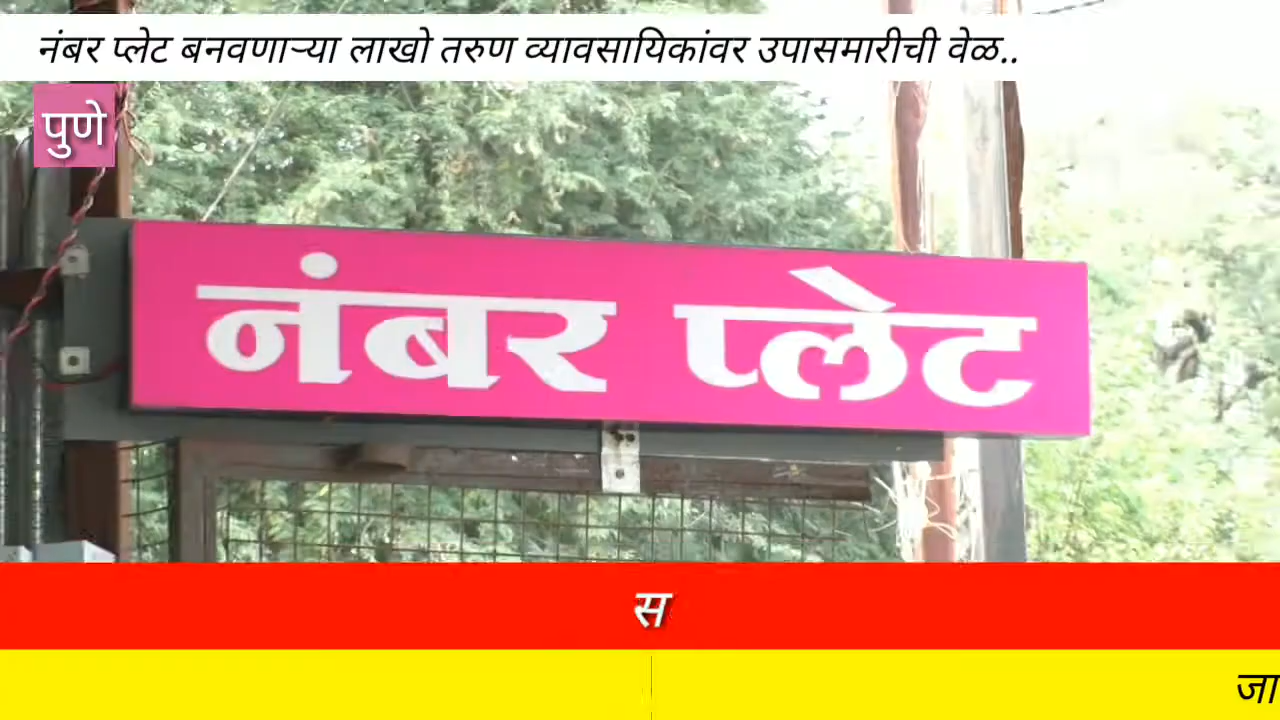 नंबर प्लेट बनवणाऱ्या लाखो तरुण व्यावसायिकांवर उपासमारीची वेळ..
पुणे
नंबर प्लेट
स
जा